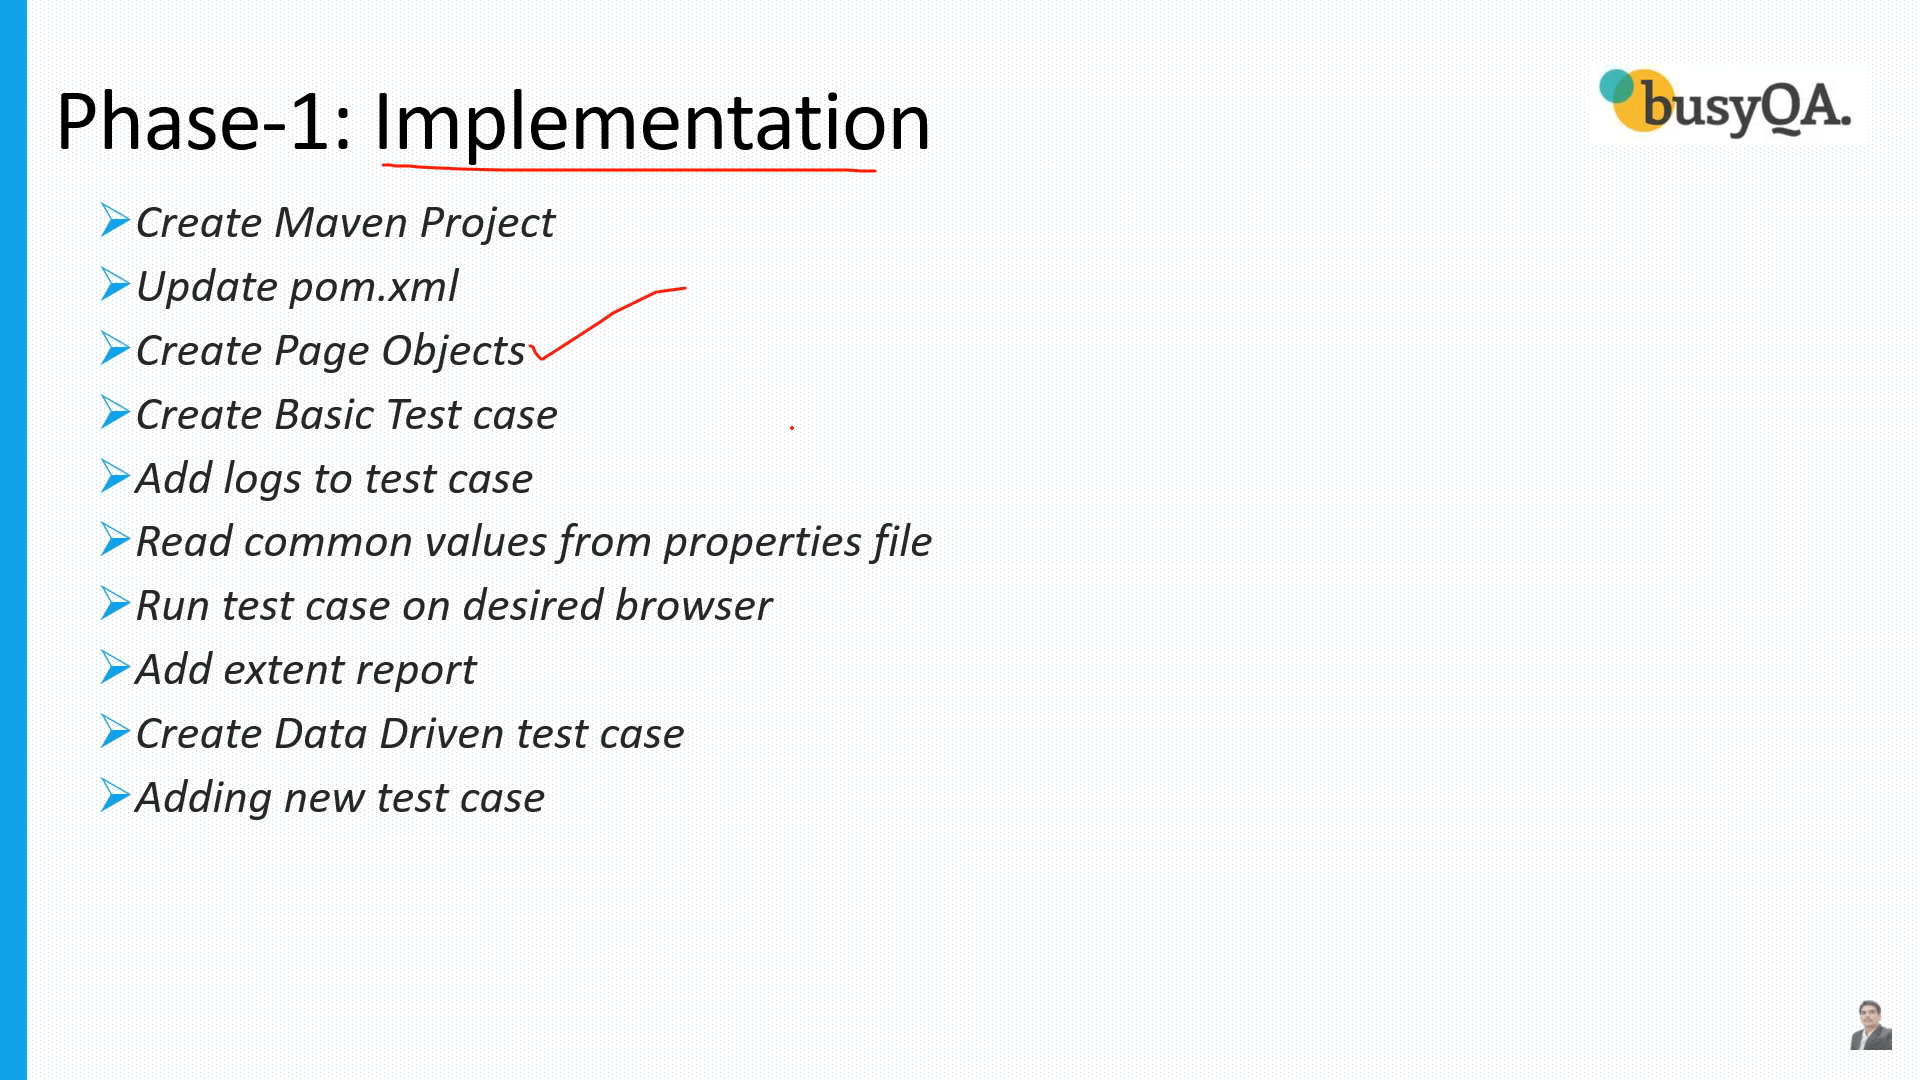 Phase-1: Implementation
busyQA.
Create Maven Project
Update pom.xml
Create Page Objects
Create Basic Test case
Add logs to test case
Read common values from properties file
Run test case on desired browser
Add extent report
Create Data Driven test case
Adding new test case